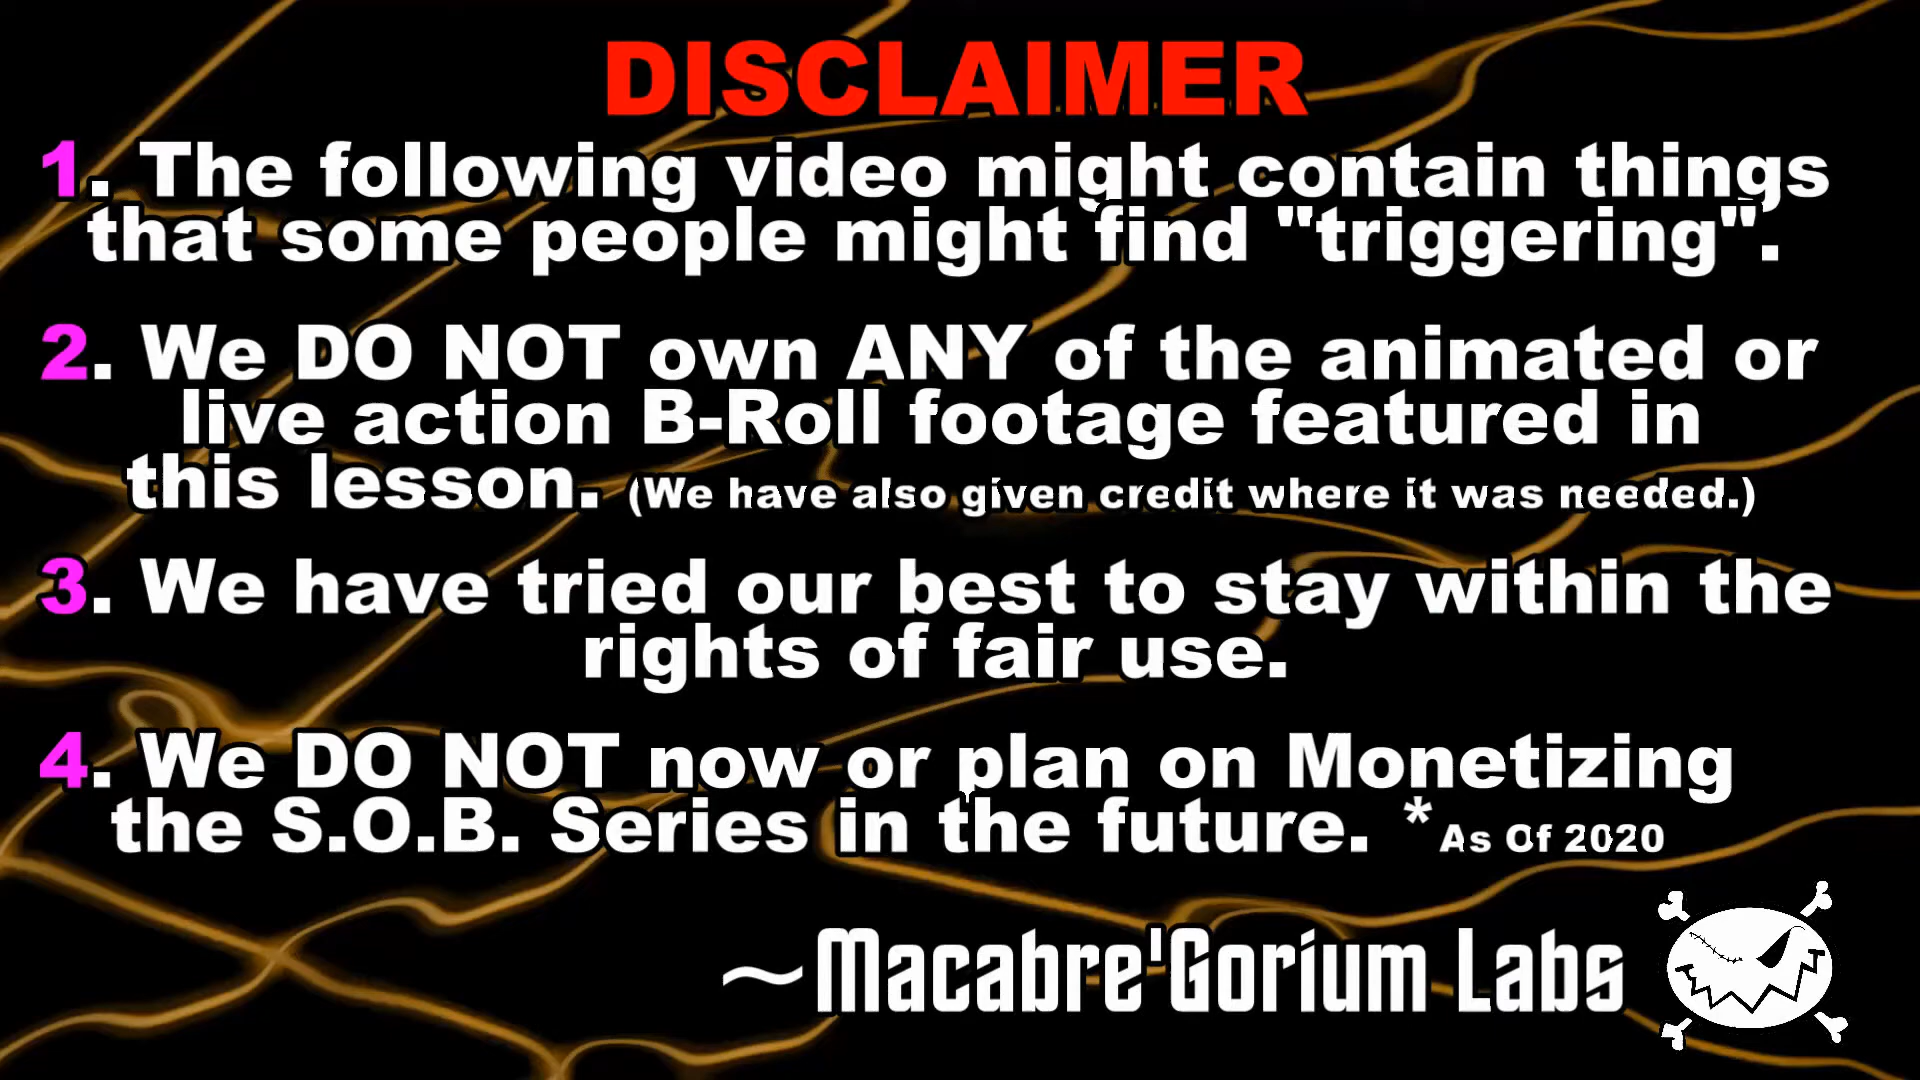 DISCLAIMER
1. The following video might contain things
that some people might find "triggering".
2. We DO NOT own ANY of the animated or
live action B-Roll footage featured in
this lesson. (We have also given credit where it was needed.)
3. We have tried our best to stay within the
rights of fair use.
4. We DO NOT now or plan on Monetizing
the S.O.B. Series in the future. *As Of 2020
~Macabre'Gorium Labs